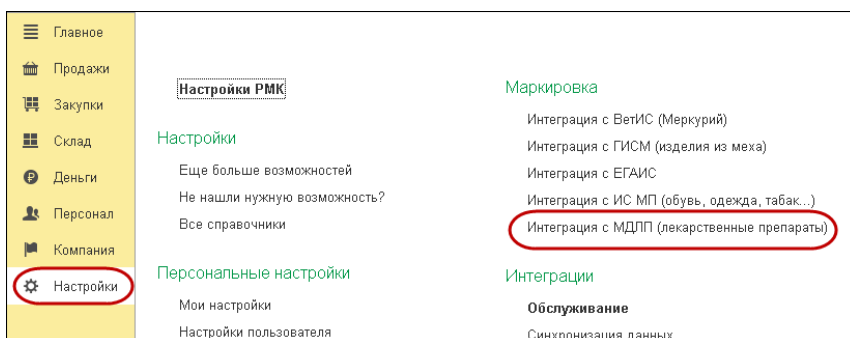 Главное
Продажи
Закупки
Склад
Деньги
Персонал
Компания
Настройки
Настройки РМК
Настройки
Еще больше возможностей
Не нашли нужную возможность?
Все справочники
Персональные настройки
Мои настройки
Настройки пользователя
Маркировка
Интеграция с ВетИС (Меркурий)
Интеграция с ГИСМ (изделия из меха)
Интеграция с ЕГАИС
Интеграция с ИС МП (обувь, одежда, табак...)
Интеграция с МДЛП (лекарственные препараты)
Интеграции
Обслуживание
Синхронизация данных